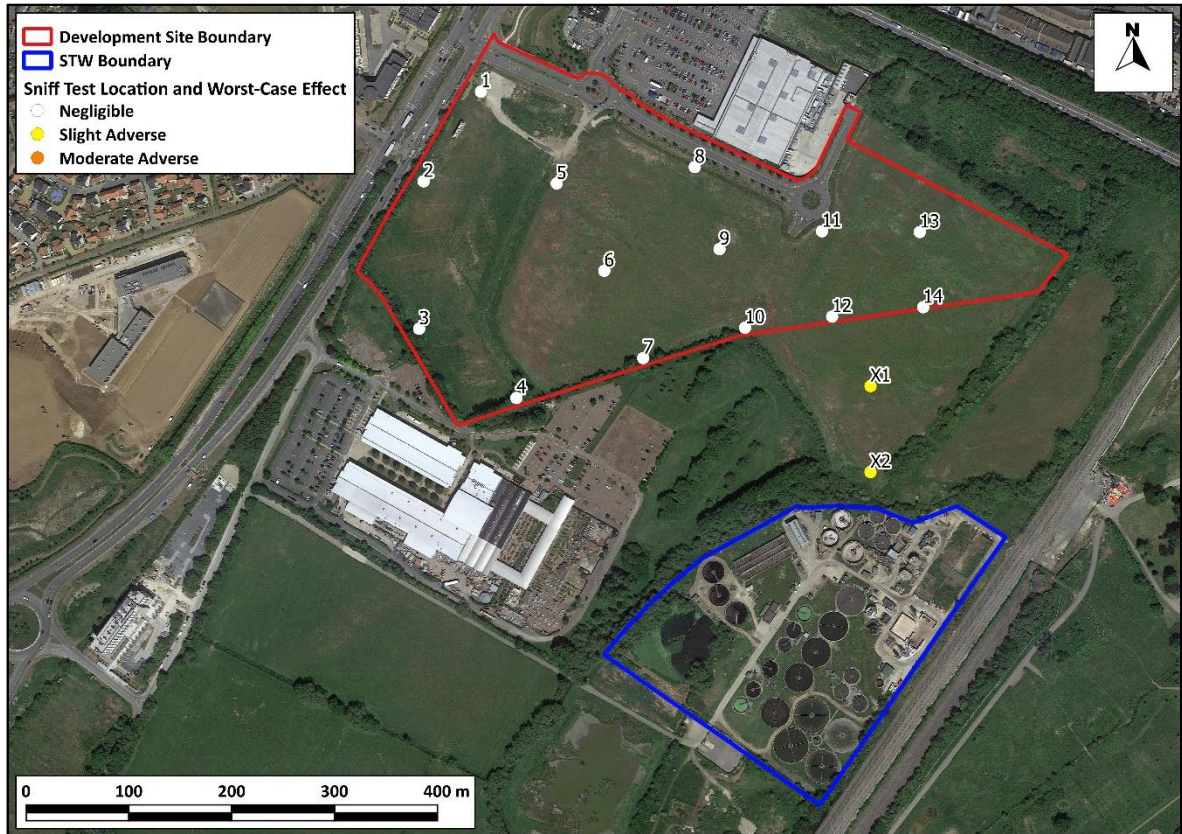 Development Site Boundary
STW Boundary
Sniff Test Location and Worst-Case Effect
Negligible
Slight Adverse
Moderate Adverse
N
1
2
5
8
11
13
9
6
3
10
12
14
7
4
X1
X2
0 100 200 300 400 m